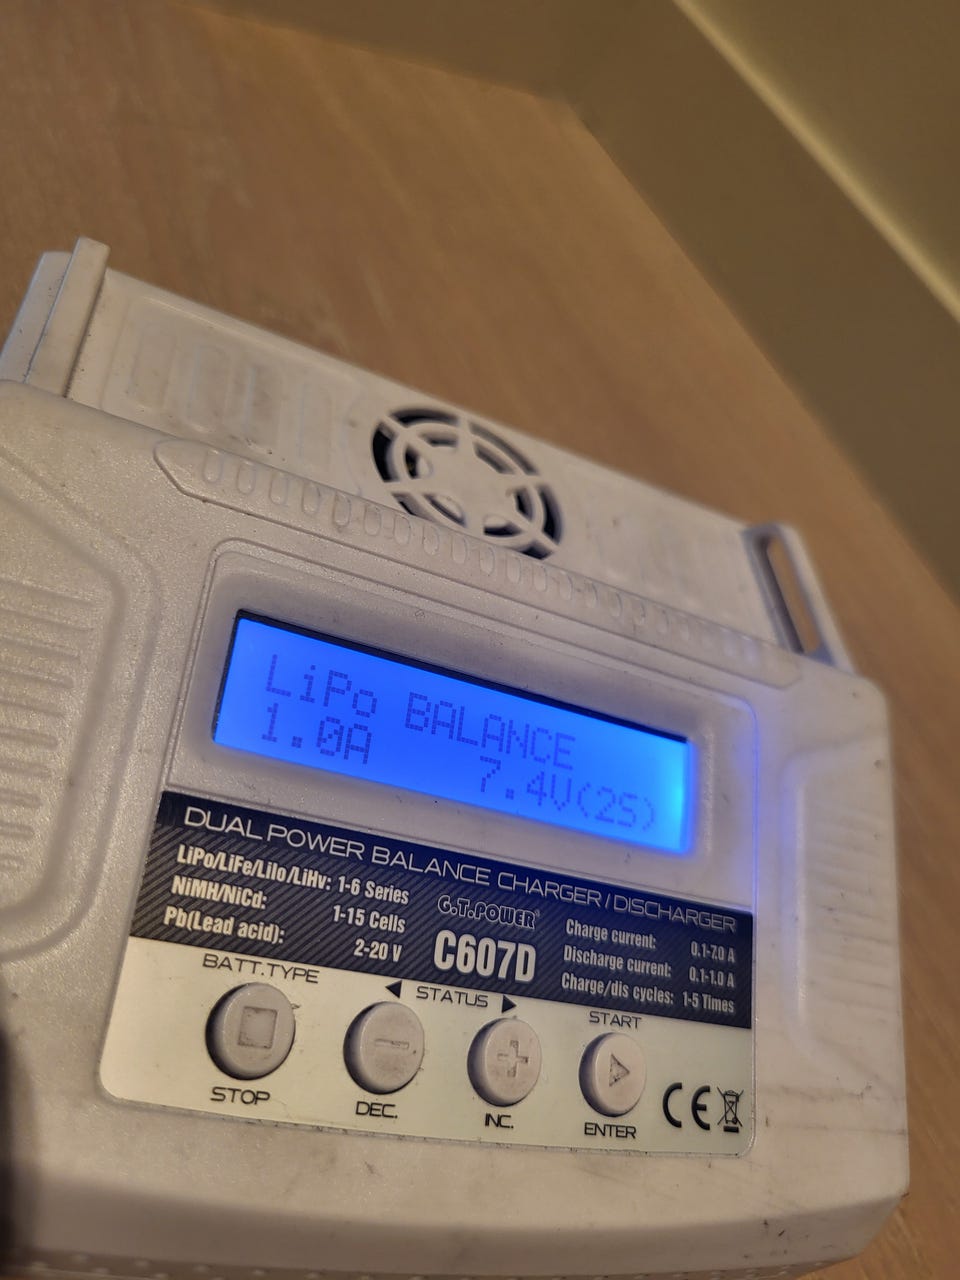 LiPo BALANCE
1.0A 7.4V(2S)
DUAL POWER BALANCE CHARGER/DISCHARGER
LiPo/LiFe/LiIo/LiHv: 1-6 Series
NiMH/NiCd: 1-15 Cells
Pb(Lead acid): 2-20 V
G.T.POWER®
C607D
Charge current: 0.1-7.0 A
Discharge current: 0.1-1.0 A
Charge/dis cycles: 1-5 Times
BATT.TYPE
STATUS
START
STOP
DEC.
INC.
ENTER
CE